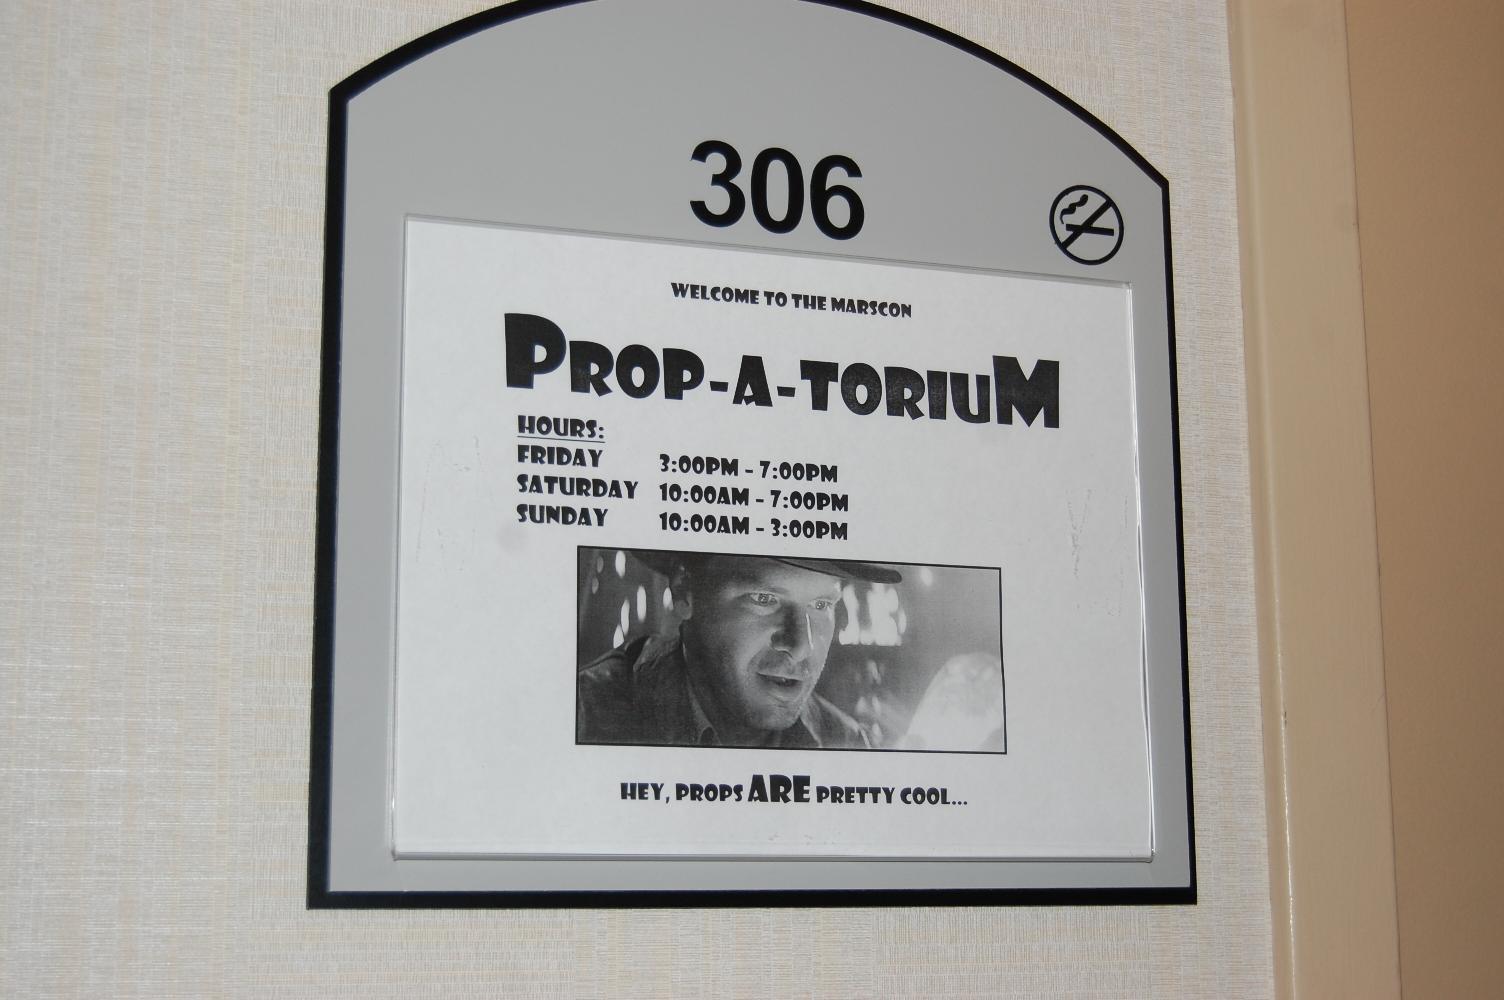 306
WELCOME TO THE MARSCON
PROP-A-TORIUM
HOURS:
FRIDAY 3:00PM - 7:00PM
SATURDAY 10:00AM - 7:00PM
SUNDAY 10:00AM - 3:00PM
HEY, PROPS ARE PRETTY COOL...